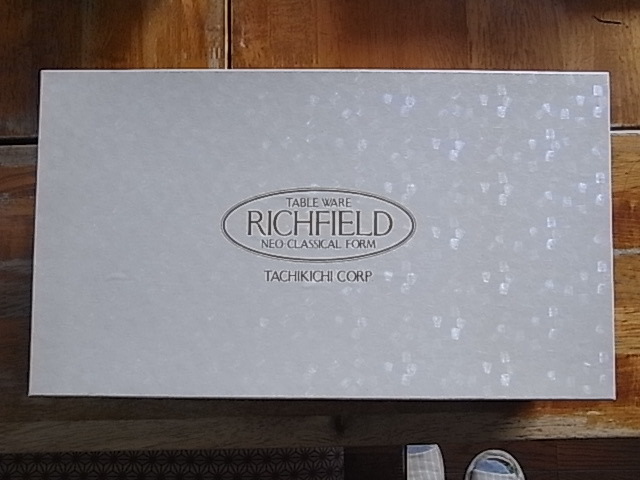 TABLE WARE
RICHFIELD
NEO CLASSICAL FORM
TACHIKICHI CORP.